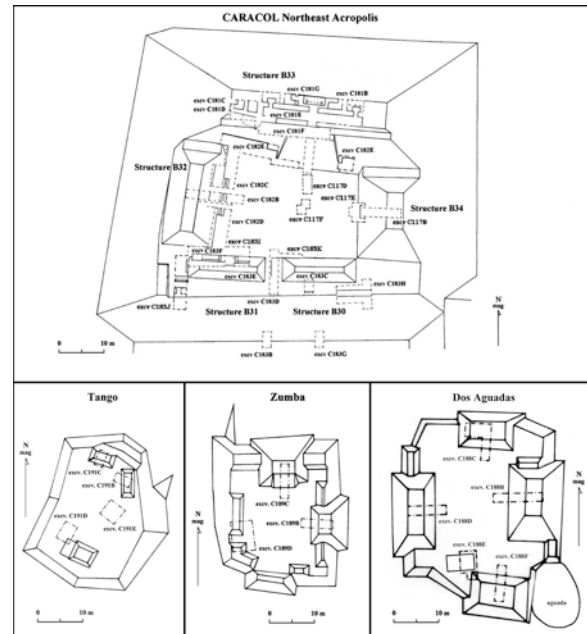 CARACOL Northeast Acropolis
Structure B33
excv C181G
excv C181C
excv C181B
excv C181D
excv C181E
excv C181F
excv C182E
Structure B32
excv C182C
excv C117D
excv C182B
excv C117E
Structure B34
excv C117F
excv C117B
excv C182D
excv C183F
excv C183K
excv C183E
excv C183C
excv C183H
excv C183J
excv C183D
Structure B31
Structure B30
N
mag
0 10 m
excv C183B
excv C183G
Tango
N
mag
excv. C191C
excv. C191B
excv. C191D
excv. C191E
0 10 m
Zumba
N
mag
excv. C189C
excv. C189B
excv. C189D
0 10 m
Dos Aguadas
N
mag
excv. C188C
excv. C188B
excv. C188D
excv. C188E
excv. C188F
aguada
0 10 m